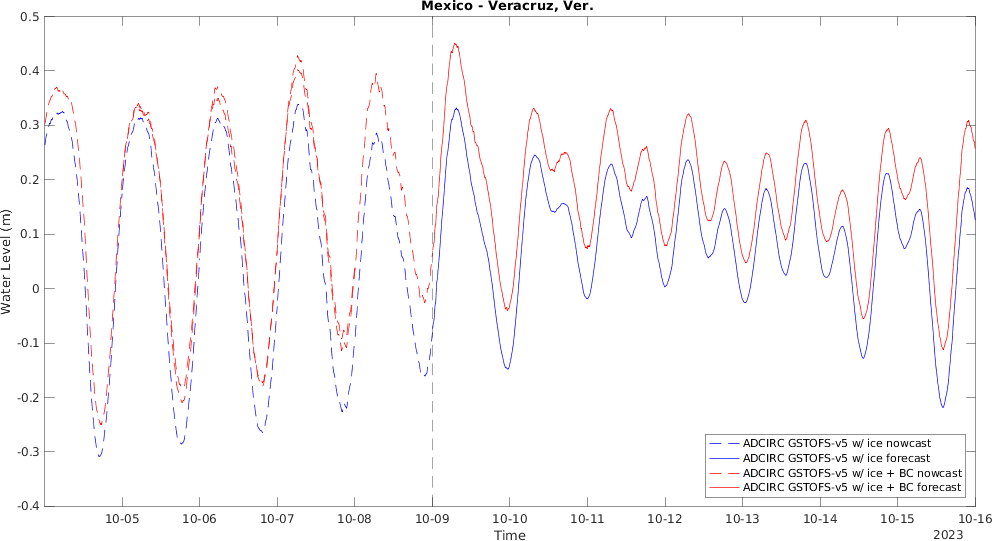 Mexico - Veracruz, Ver.
0.5
0.4
0.3
0.2
0.1
0
-0.1
-0.2
-0.3
-0.4
Water Level (m)
10-05 10-06 10-07 10-08 10-09 10-10 10-11 10-12 10-13 10-14 10-15 10-16
Time
2023
ADCIRC GSTOFS-v5 w/ ice nowcast
ADCIRC GSTOFS-v5 w/ ice forecast
ADCIRC GSTOFS-v5 w/ ice + BC nowcast
ADCIRC GSTOFS-v5 w/ ice + BC forecast